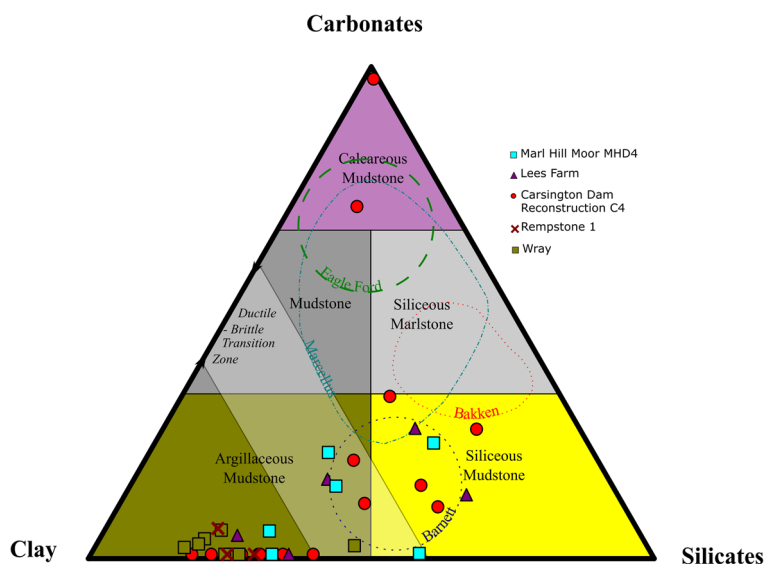 Carbonates
Calcareous
Mudstone
Marl Hill Moor MHD4
Lees Farm
Carsington Dam
Reconstruction C4
Rempstone 1
Wray
Eagle Ford
Mudstone
Siliceous
Marlstone
Ductile
- Brittle
Transition
Zone
Marcellus
Bakken
Argillaceous
Mudstone
Siliceous
Mudstone
Barnett
Clay
Silicates